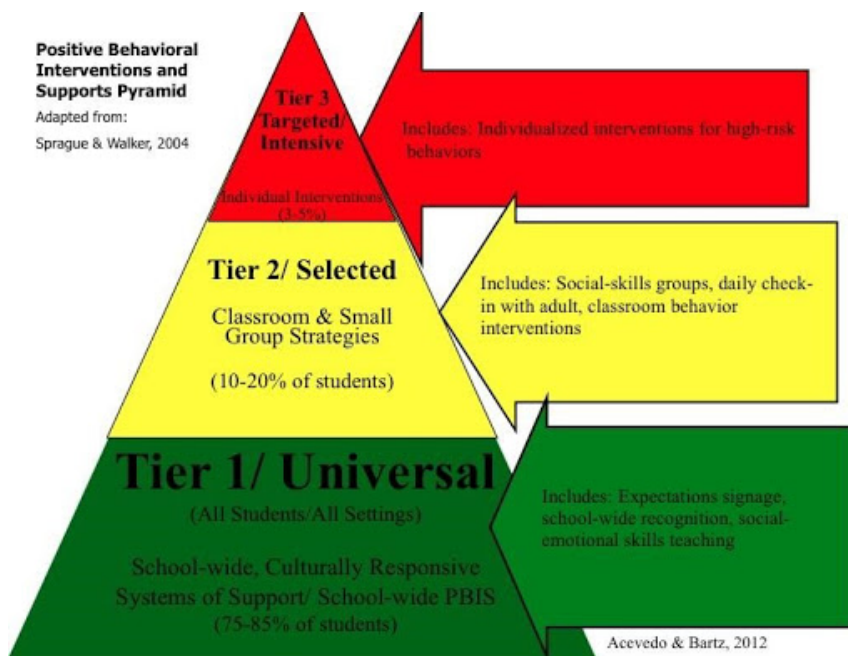 Positive Behavioral
Interventions and
Supports Pyramid
Adapted from:
Sprague & Walker, 2004
Tier 3
Targeted/
Intensive
Individual Interventions
(3-5%)
Includes: Individualized interventions for high-risk
behaviors
Tier 2/ Selected
Classroom & Small
Group Strategies
(10-20% of students)
Includes: Social-skills groups, daily check-
in with adult, classroom behavior
interventions
Tier 1/ Universal
(All Students/All Settings)
School-wide, Culturally Responsive
Systems of Support/ School-wide PBIS
(75-85% of students)
Includes: Expectations signage,
school-wide recognition, social-
emotional skills teaching
Acevedo & Bartz, 2012